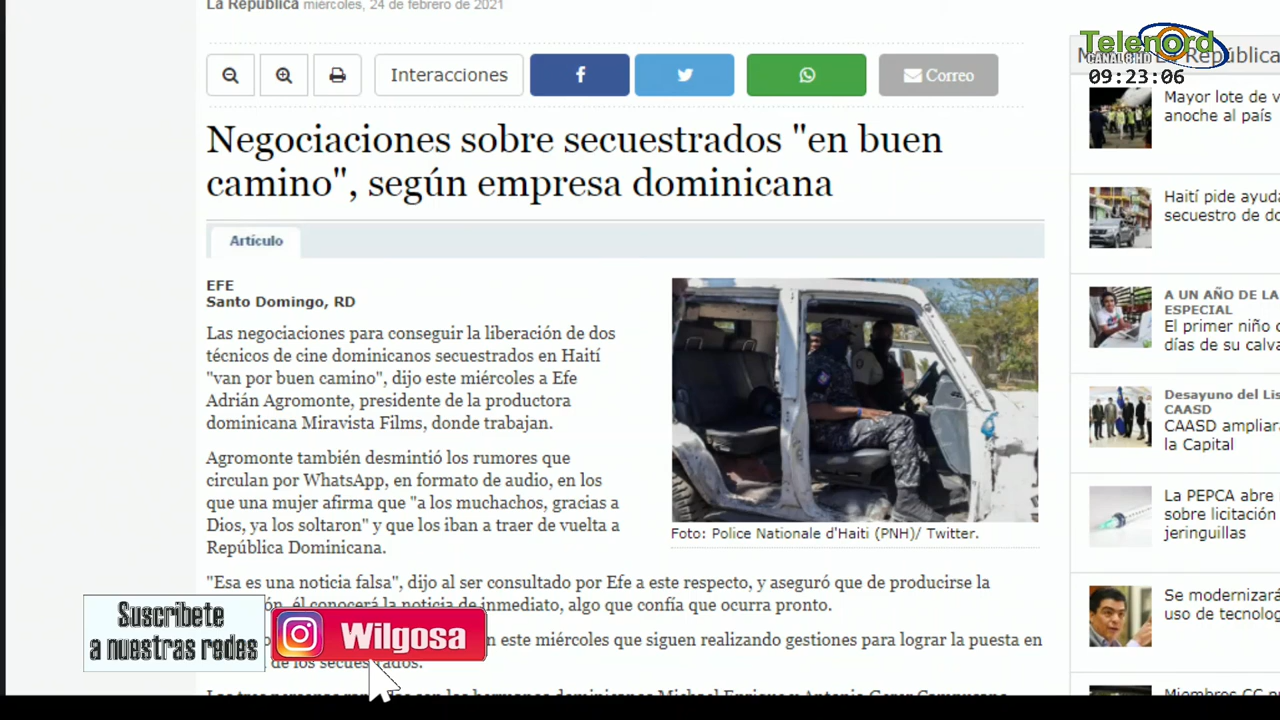 La República miércoles, 24 de febrero de 2021
Telenord
CANAL 8 HD
República
09:23:06
Interacciones
Correo
Negociaciones sobre secuestrados "en buen
camino", según empresa dominicana
Artículo
EFE
Santo Domingo, RD
Las negociaciones para conseguir la liberación de dos
técnicos de cine dominicanos secuestrados en Haití
"van por buen camino", dijo este miércoles a Efe
Adrián Agromonte, presidente de la productora
dominicana Miravista Films, donde trabajan.
Agromonte también desmintió los rumores que
circulan por WhatsApp, en formato de audio, en los
que una mujer afirma que "a los muchachos, gracias a
Dios, ya los soltaron" y que los iban a traer de vuelta a
República Dominicana.
Foto: Police Nationale d'Haiti (PNH)/ Twitter.
"Esa es una noticia falsa", dijo al ser consultado por Efe a este respecto, y aseguró que de producirse la
él conocerá la noticia de inmediato, algo que confía que ocurra pronto.
este miércoles que siguen realizando gestiones para lograr la puesta en
de los secuestrados.
Michael Enrique y Antonio
Mayor lote de
anoche al país
Haití pide
secuestro de
A UN AÑO DE LA
ESPECIAL
El primer niño
días de su
Desayuno del
CAASD
CAASD
la Capital
La PEPCA abre
sobre licitación
jeringuillas
Se modernizará
uso de
Miembros
Suscribete
a nuestras redes
Wilgosa